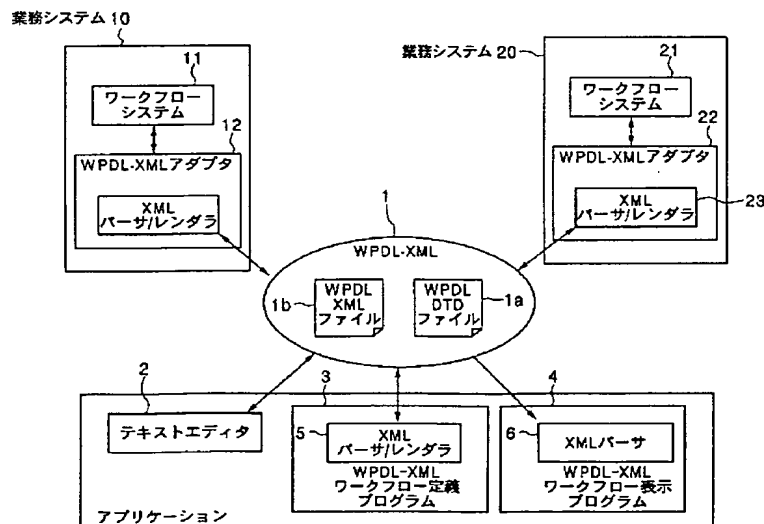 業務システム 10
11
ワークフロー
システム
12
WPDL-XMLアダプタ
XML
パーサ/レンダラ
業務システム 20
21
ワークフロー
システム
22
WPDL-XMLアダプタ
XML
パーサ/レンダラ
23
1
WPDL-XML
1b
WPDL
XML
ファイル
WPDL
DTD
ファイル
1a
2
テキストエディタ
3
5
XML
パーサ/レンダラ
WPDL-XML
ワークフロー定義
プログラム
4
6
XMLパーサ
WPDL-XML
ワークフロー表示
プログラム
アプリケーション